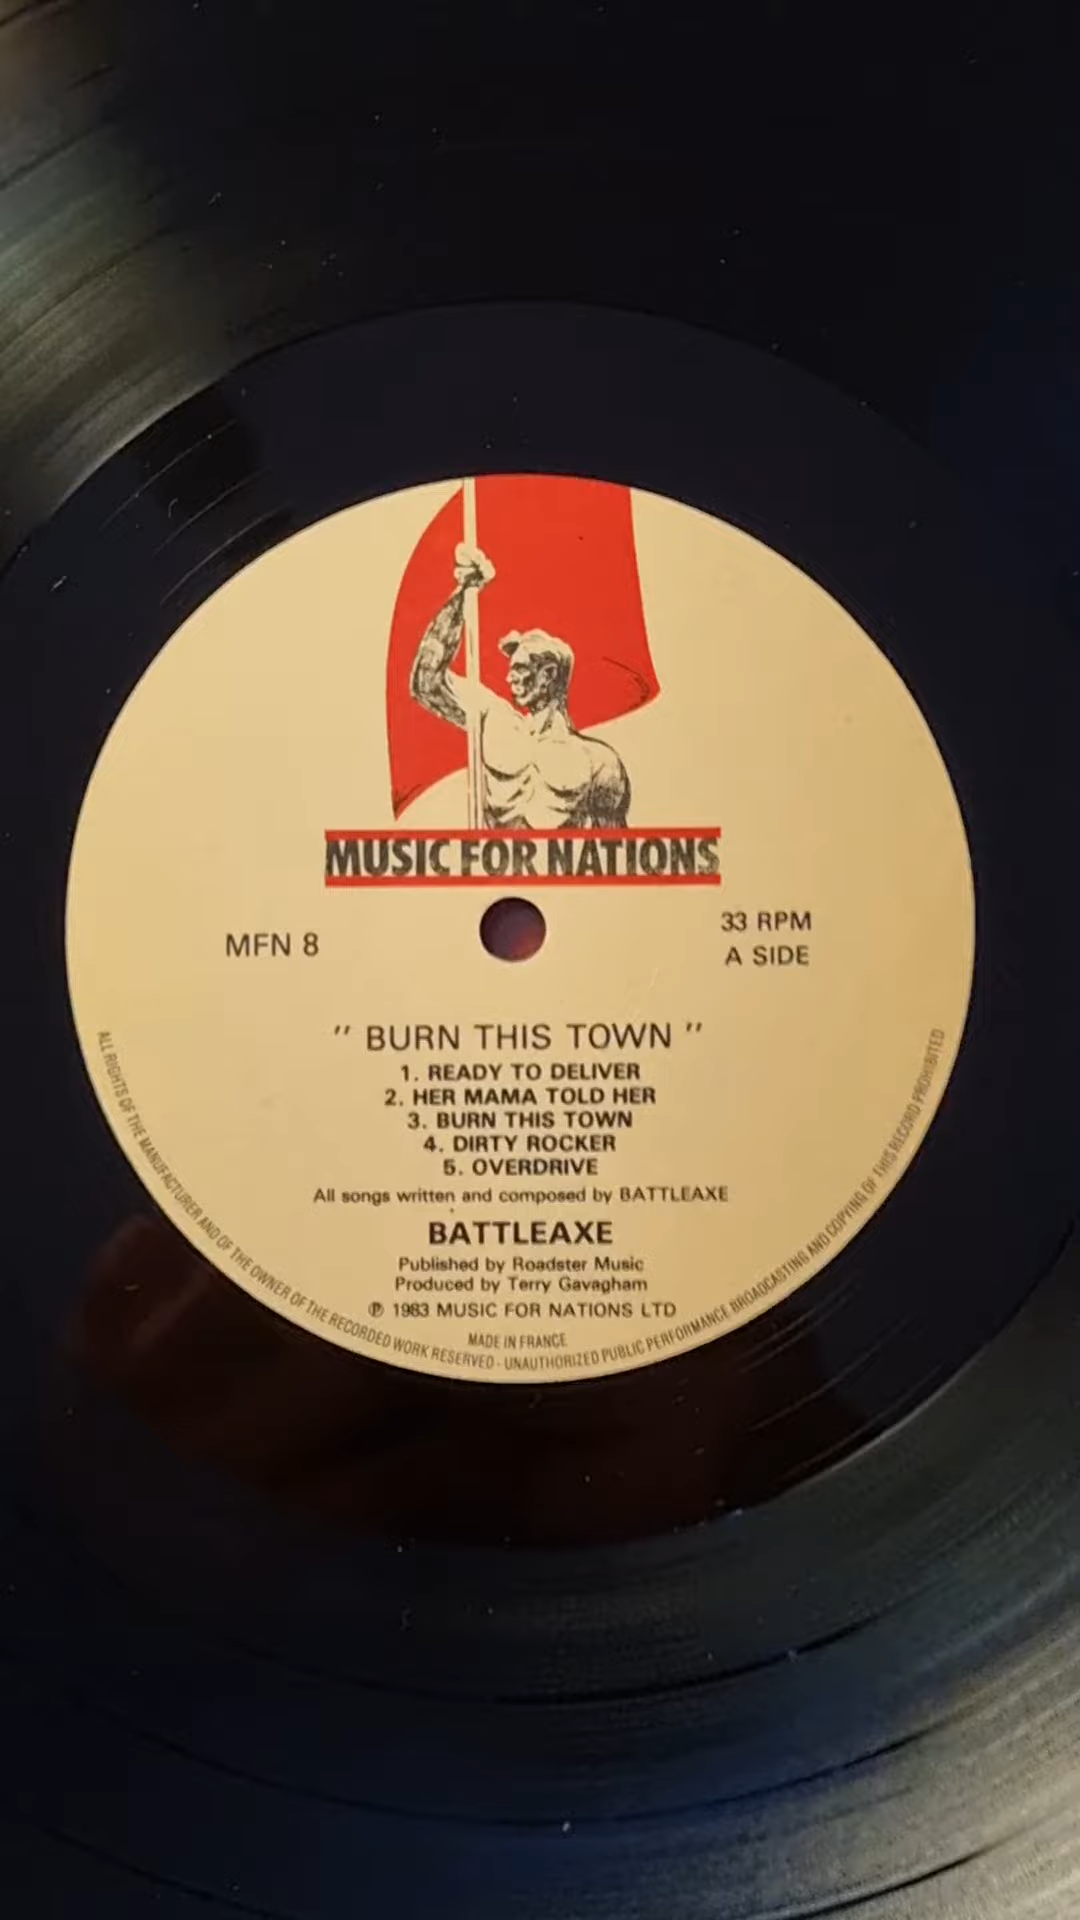 MUSIC FOR NATIONS
MFN 8
33 RPM
A SIDE
" BURN THIS TOWN "
1. READY TO DELIVER
2. HER MAMA TOLD HER
3. BURN THIS TOWN
4. DIRTY ROCKER
5. OVERDRIVE
All songs written and composed by BATTLEAXE
BATTLEAXE
Published by Roadster Music
Produced by Terry Gavagham
℗ 1983 MUSIC FOR NATIONS LTD
MADE IN FRANCE
ALL RIGHTS OF THE MANUFACTURER AND OF THE OWNER OF THE RECORDED WORK RESERVED - UNAUTHORIZED PUBLIC PERFORMANCE BROADCASTING AND COPYING OF THIS RECORD PROHIBITED